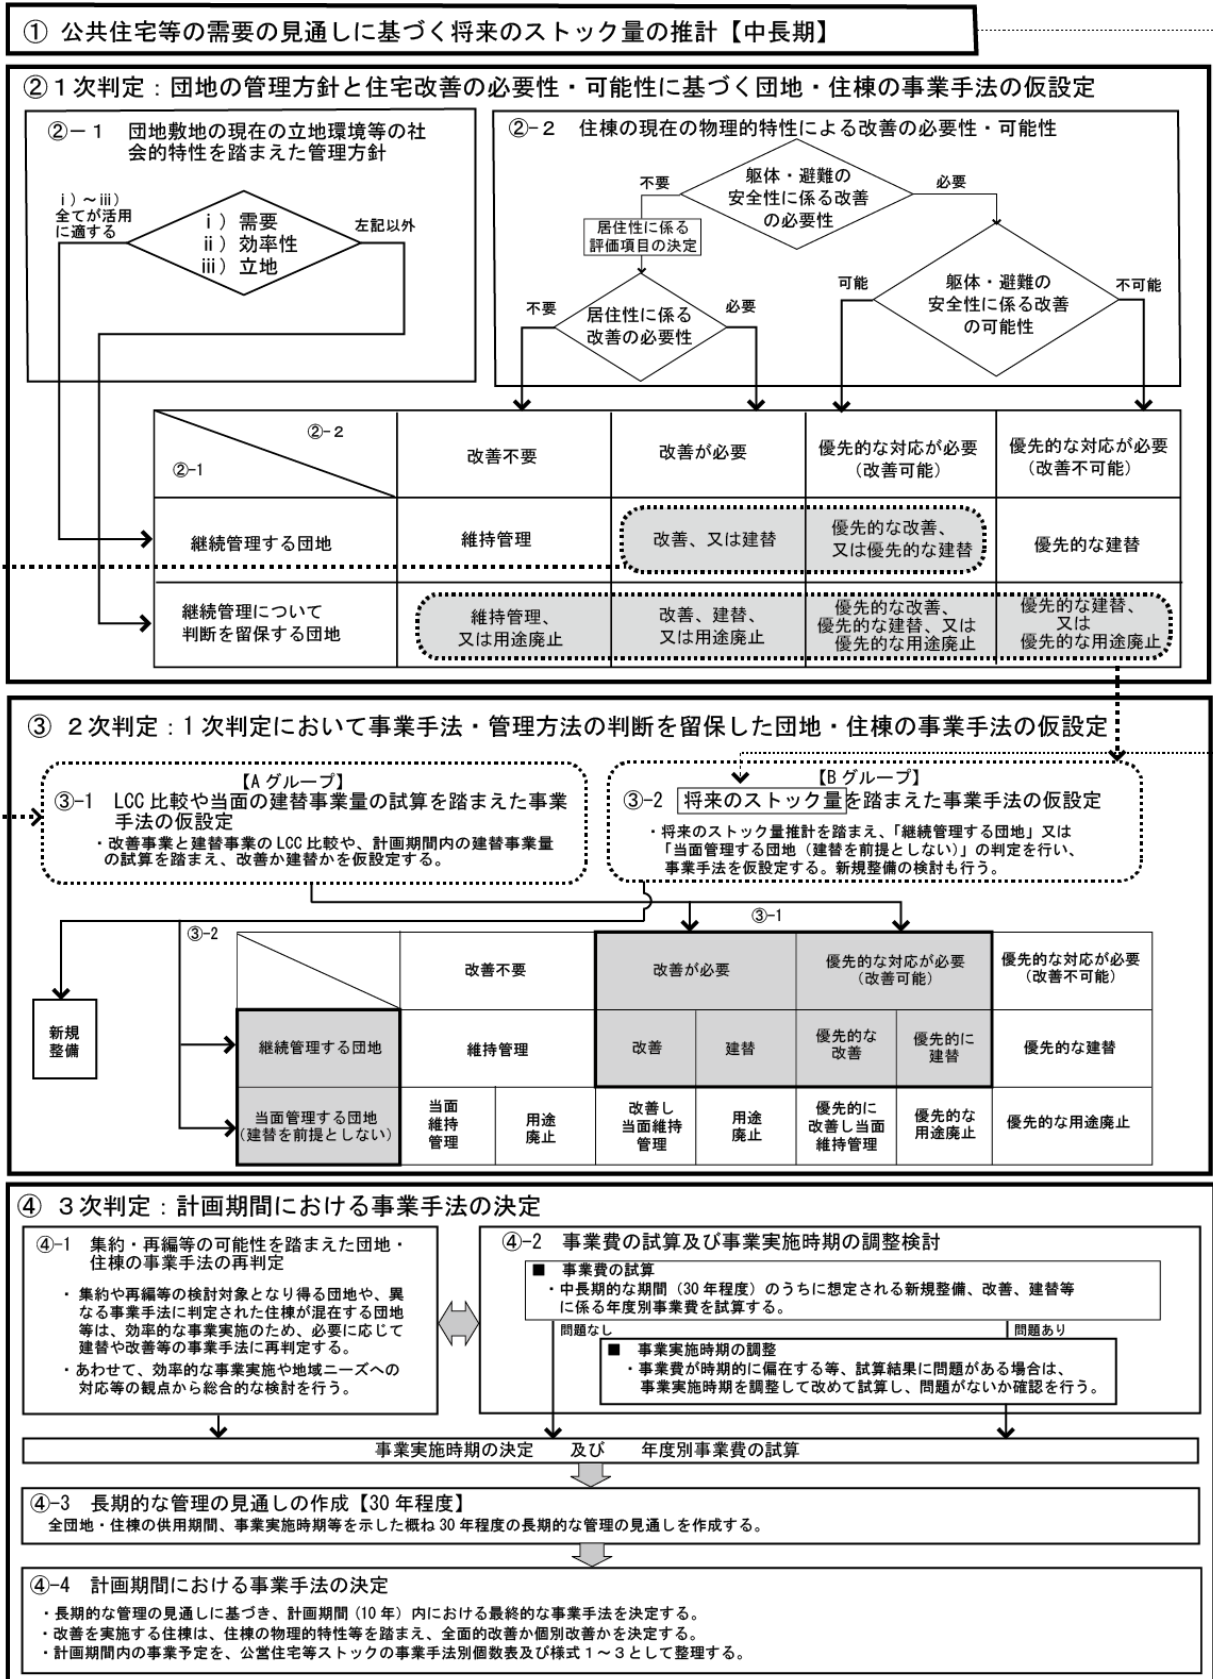 ① 公共住宅等の需要の見通しに基づく将来のストック量の推計【中長期】
②１次判定：団地の管理方針と住宅改善の必要性・可能性に基づく団地・住棟の事業手法の仮設定
②－１ 団地敷地の現在の立地環境等の社
会的特性を踏まえた管理方針
ⅰ）～ⅲ）
全てが活用
に適する
ⅰ）需要
ⅱ）効率性
ⅲ）立地
左記以外
②-２ 住棟の現在の物理的特性による改善の必要性・可能性
不要
躯体・避難の
安全性に係る改善
の必要性
必要
居住性に係る
評価項目の決定
不要
居住性に係る
改善の必要性
必要
可能
躯体・避難の
安全性に係る改善
の可能性
不可能
②-２
②-1
改善不要
改善が必要
優先的な対応が必要
（改善可能）
優先的な対応が必要
（改善不可能）
継続管理する団地
維持管理
改善、又は建替
優先的な改善、
又は優先的な建替
優先的な建替
継続管理について
判断を留保する団地
維持管理、
又は用途廃止
改善、建替、
又は用途廃止
優先的な改善、
優先的な建替、又は
優先的な用途廃止
優先的な建替、
又は
優先的な用途廃止
③ ２次判定：１次判定において事業手法・管理方法の判断を留保した団地・住棟の事業手法の仮設定
【Aグループ】
③-1 LCC比較や当面の建替事業量の試算を踏まえた事業
手法の仮設定
・改善事業と建替事業のLCC比較や、計画期間内の建替事業量
の試算を踏まえ、改善か建替かを仮設定する。
【Bグループ】
③-2 将来のストック量を踏まえた事業手法の仮設定
・将来のストック量推計を踏まえ、「継続管理する団地」又は
「当面管理する団地（建替を前提としない）」の判定を行い、
事業手法を仮設定する。新規整備の検討も行う。
③-1
③-2
新規
整備
改善不要
改善が必要
優先的な対応が必要
（改善可能）
優先的な対応が必要
（改善不可能）
継続管理する団地
維持管理
改善
建替
優先的な
改善
優先的に
建替
優先的な建替
当面管理する団地
（建替を前提としない）
当面
維持
管理
用途
廃止
改善し
当面維持
管理
用途
廃止
優先的に
改善し当面
維持管理
優先的な
用途廃止
優先的な用途廃止
④ ３次判定：計画期間における事業手法の決定
④-1 集約・再編等の可能性を踏まえた団地・
住棟の事業手法の再判定
・集約や再編等の検討対象となり得る団地や、異
なる事業手法に判定された住棟が混在する団地
等は、効率的な事業実施のため、必要に応じて
建替や改善等の事業手法に再判定する。
・あわせて、効率的な事業実施や地域ニーズへの
対応等の観点から総合的な検討を行う。
④-2 事業費の試算及び事業実施時期の調整検討
■ 事業費の試算
・中長期的な期間（30年程度）のうちに想定される新規整備、改善、建替等
に係る年度別事業費を試算する。
問題なし
問題あり
■ 事業実施時期の調整
・事業費が時期的に偏在する等、試算結果に問題がある場合は、
事業実施時期を調整して改めて試算し、問題がないか確認を行う。
事業実施時期の決定 及び 年度別事業費の試算
④-3 長期的な管理の見通しの作成【30年程度】
全団地・住棟の供用期間、事業実施時期等を示した概ね30年程度の長期的な管理の見通しを作成する。
④-4 計画期間における事業手法の決定
・長期的な管理の見通しに基づき、計画期間（10年）内における最終的な事業手法を決定する。
・改善を実施する住棟は、住棟の物理的特性等を踏まえ、全面的改善か個別改善かを決定する。
・計画期間内の事業予定を、公営住宅等ストックの事業手法別個数表及び様式１～３として整理する。